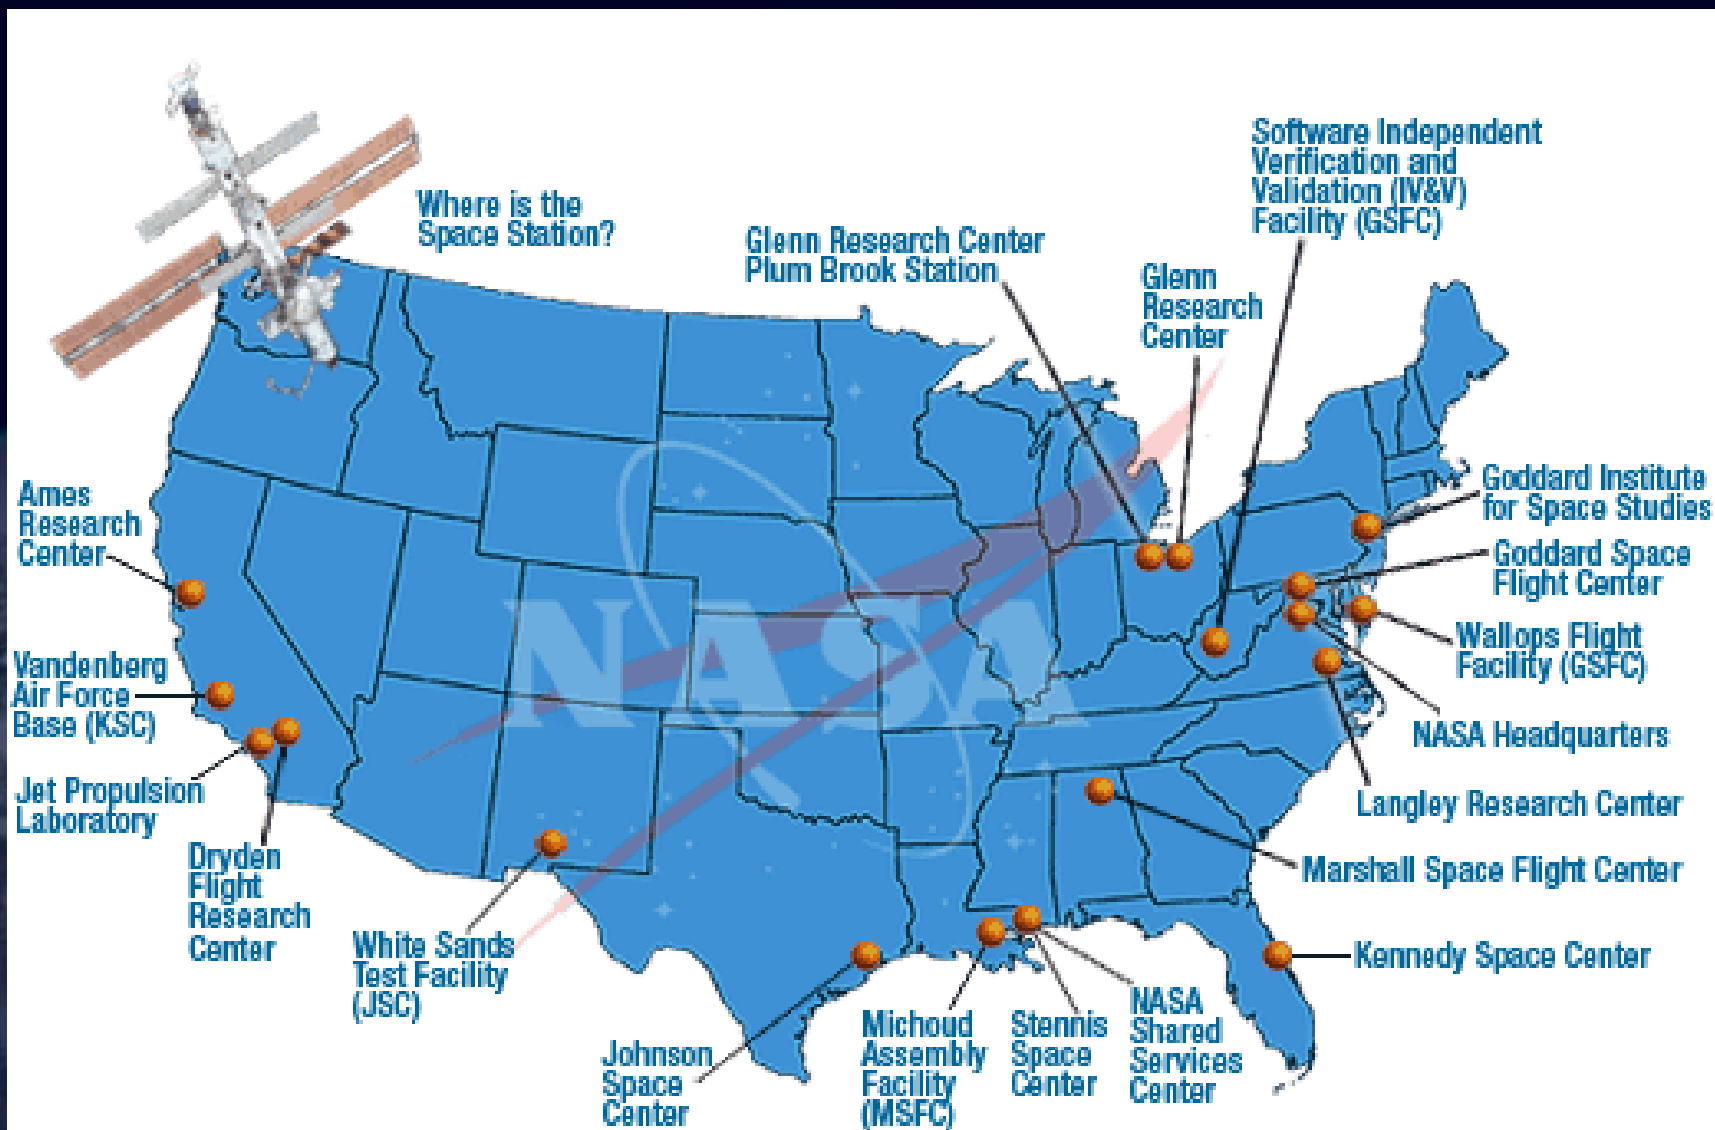 Where is the
Space Station?
Software Independent
Verification and
Validation (IV&V)
Facility (GSFC)
Glenn Research Center
Plum Brook Station
Glenn
Research
Center
Ames
Research
Center
Goddard Institute
for Space Studies
Goddard Space
Flight Center
Wallops Flight
Facility (GSFC)
NASA
Vandenberg
Air Force
Base (KSC)
NASA Headquarters
Jet Propulsion
Laboratory
Langley Research Center
Dryden
Flight
Research
Center
Marshall Space Flight Center
White Sands
Test Facility
(JSC)
Kennedy Space Center
Johnson
Space
Center
Michoud
Assembly
Facility
(MSFC)
Stennis
Space
Center
NASA
Shared
Services
Center